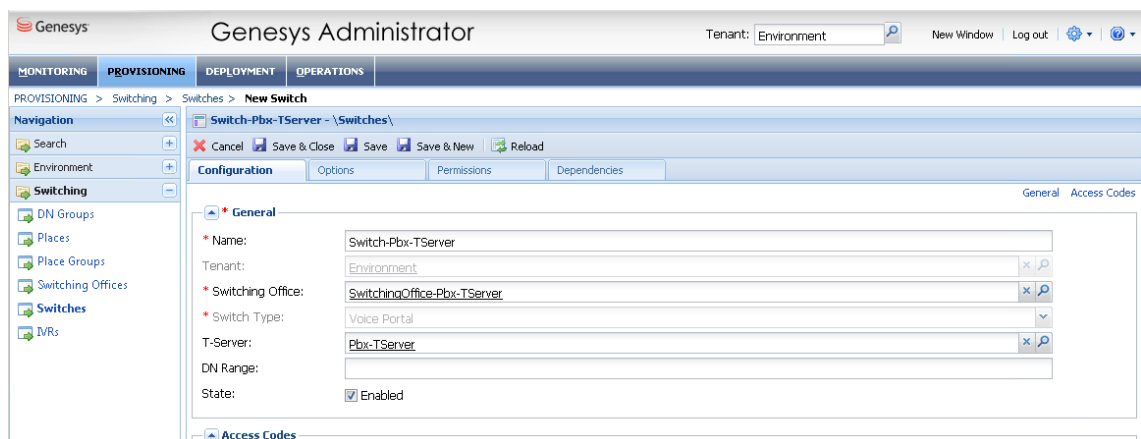 Genesys Genesys Administrator Tenant: Environment New Window Log out
MONITORING PROVISIONING DEPLOYMENT OPERATIONS
PROVISIONING > Switching > Switches > New Switch
Navigation Switch-Pbx-TServer - \Switches\
Search Cancel Save & Close Save Save & New Reload
Environment Configuration Options Permissions Dependencies
Switching
General Access Codes
DN Groups
* General
Places
* Name: Switch-Pbx-TServer
Place Groups
Tenant: Environment
Switching Offices
* Switching Office: SwitchingOffice-Pbx-TServer
Switches
* Switch Type: Voice Portal
IVRs
T-Server: Pbx-TServer
DN Range:
State: Enabled
Access Codes